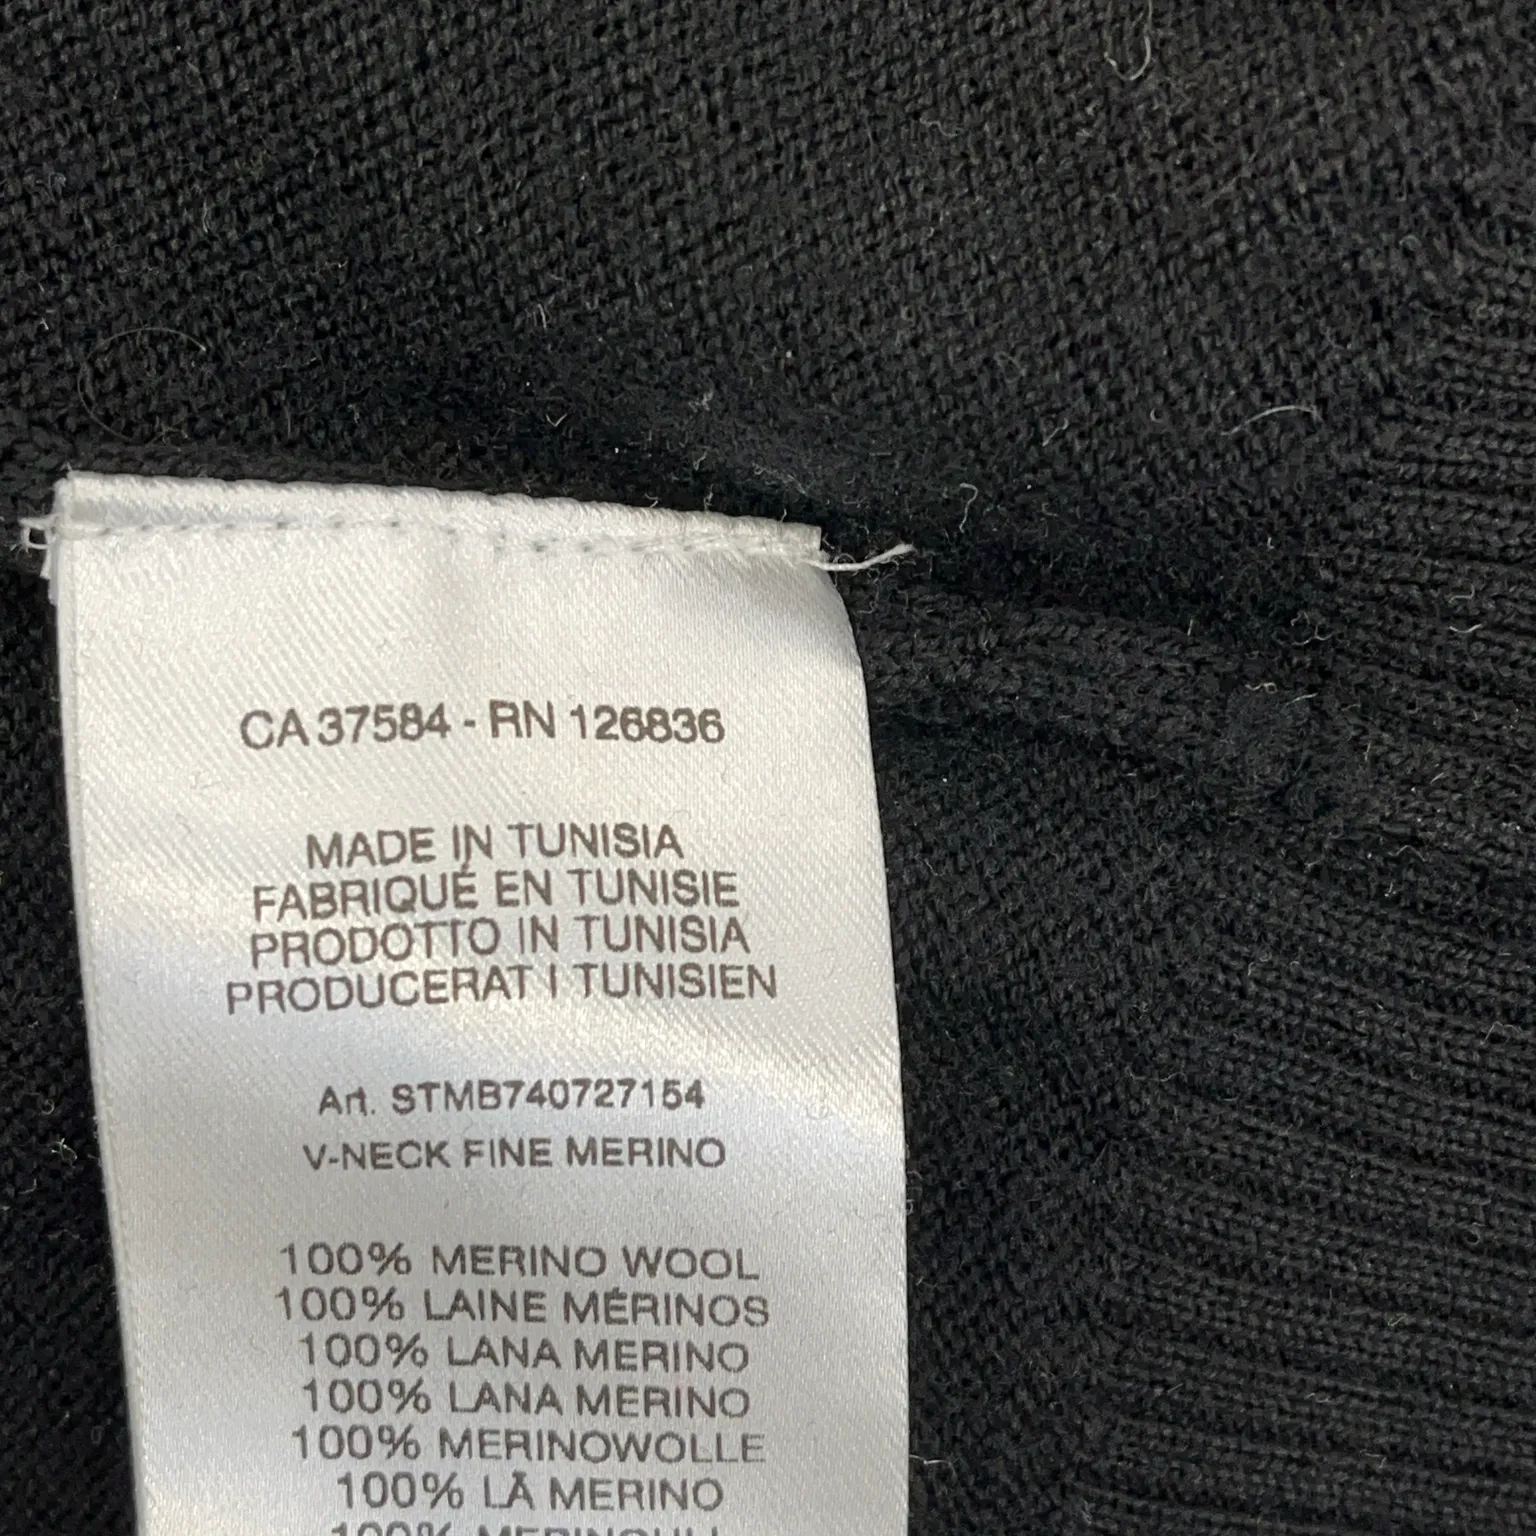 CA 37584 - RN 126836
MADE IN TUNISIA
FABRIQUÉ EN TUNISIE
PRODOTTO IN TUNISIA
PRODUCERAT I TUNISIEN
Art. STMB740727154
V-NECK FINE MERINO
100% MERINO WOOL
100% LAINE MÉRINOS
100% LANA MERINO
100% LANA MERINO
100% MERINOWOLLE
100% LÃ MERINO
100%